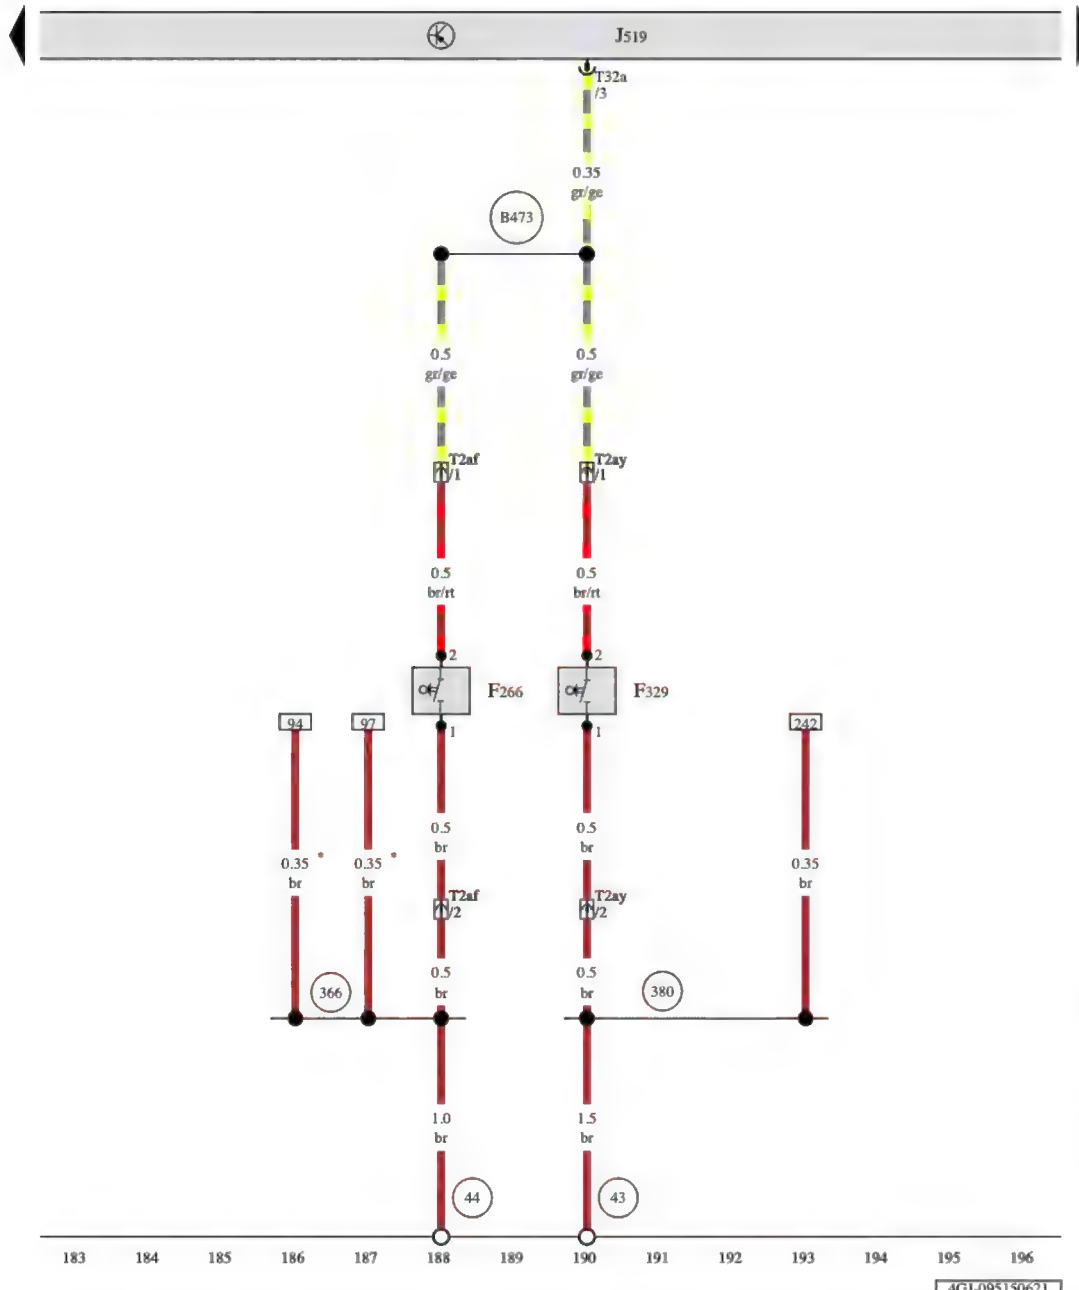 J519
T32a
/3
0.35
gr/ge
B473
0.5
gr/ge
0.5
gr/ge
T2af
/1
T2ay
/1
0.5
br/rt
0.5
br/rt
2
2
F266
F329
94
97
1
1
242
0.5
br
0.5
br
0.35 *
br
0.35 *
br
0.35
br
T2af
/2
T2ay
/2
0.5
br
0.5
br
366
380
1.0
br
1.5
br
44
43
183 184 185 186 187 188 189 190 191 192 193 194 195 196
4G1-095150621